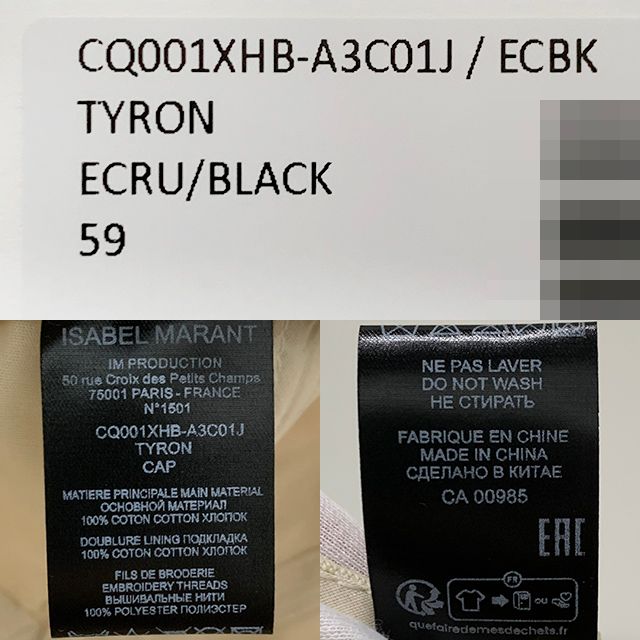 CQ001XHB-A3C01J / ECBK
TYRON
ECRU/BLACK
59
ISABEL MARANT
IM PRODUCTION
50 rue Croix des Petits Champs
75001 PARIS - FRANCE
N°1501
CQ001XHB-A3C01J
TYRON
CAP
MATIERE PRINCIPALE MAIN MATERIAL
ОСНОВНОЙ МАТЕРИАЛ
100% COTON COTTON ХЛОПОК
DOUBLURE LINING ПОДКЛАДКА
100% COTON COTTON ХЛОПОК
FILS DE BRODERIE
EMBROIDERY THREADS
ВЫШИВАЛЬНЫЕ НИТИ
100% POLYESTER ПОЛИЭСТЕР
NE PAS LAVER
DO NOT WASH
НЕ СТИРАТЬ
FABRIQUE EN CHINE
MADE IN CHINA
СДЕЛАНО В КИТАЕ
CA 00985
EAC
FR
OU
quefairedemesdechets.fr